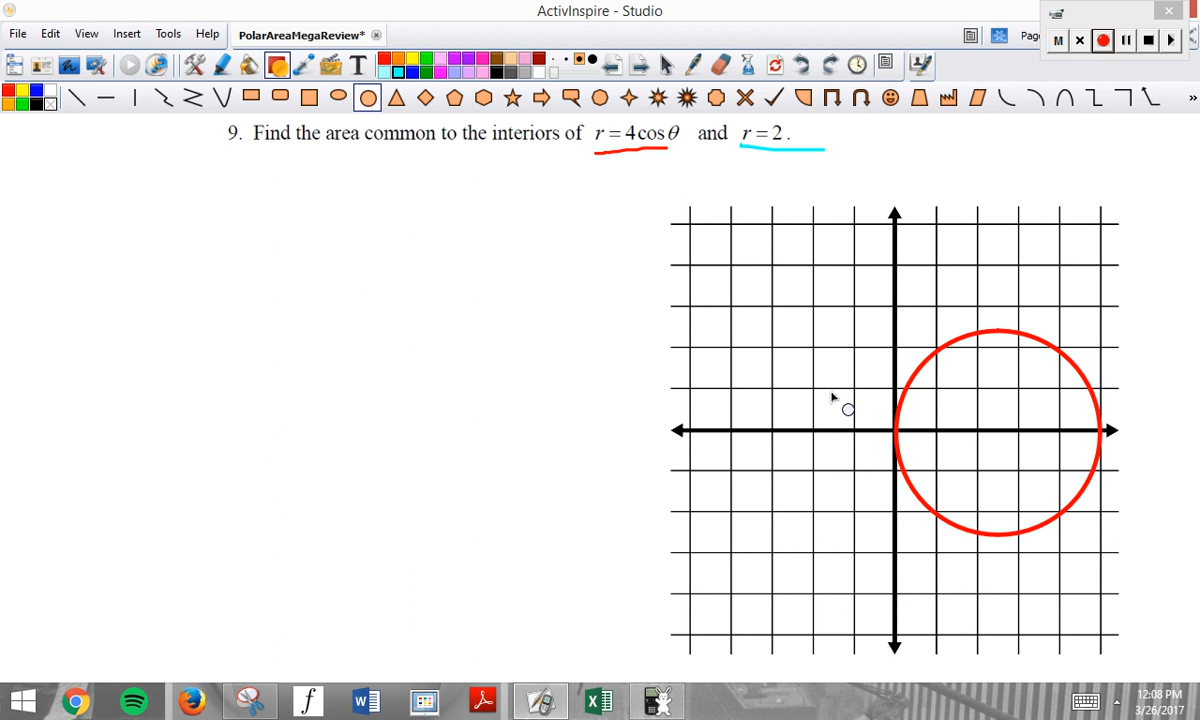 ActivInspire - Studio
File Edit View Insert Tools Help PolarAreaMegaReview*
M
T
»
9. Find the area common to the interiors of r = 4cosθ and r = 2.
12:08 PM
3/26/2017